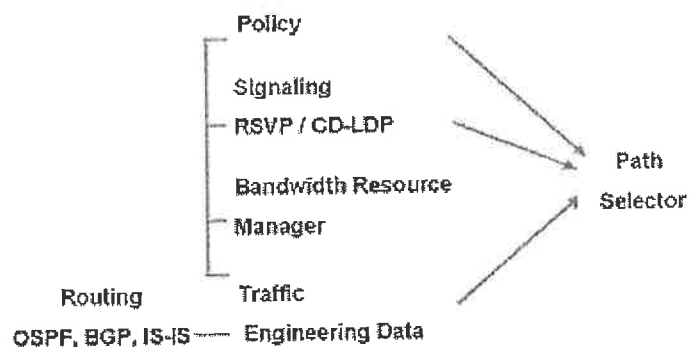 Policy
Signaling
RSVP / CD-LDP
Bandwidth Resource
Manager
Path
Selector
Routing
OSPF, BGP, IS-IS
Traffic
Engineering Data